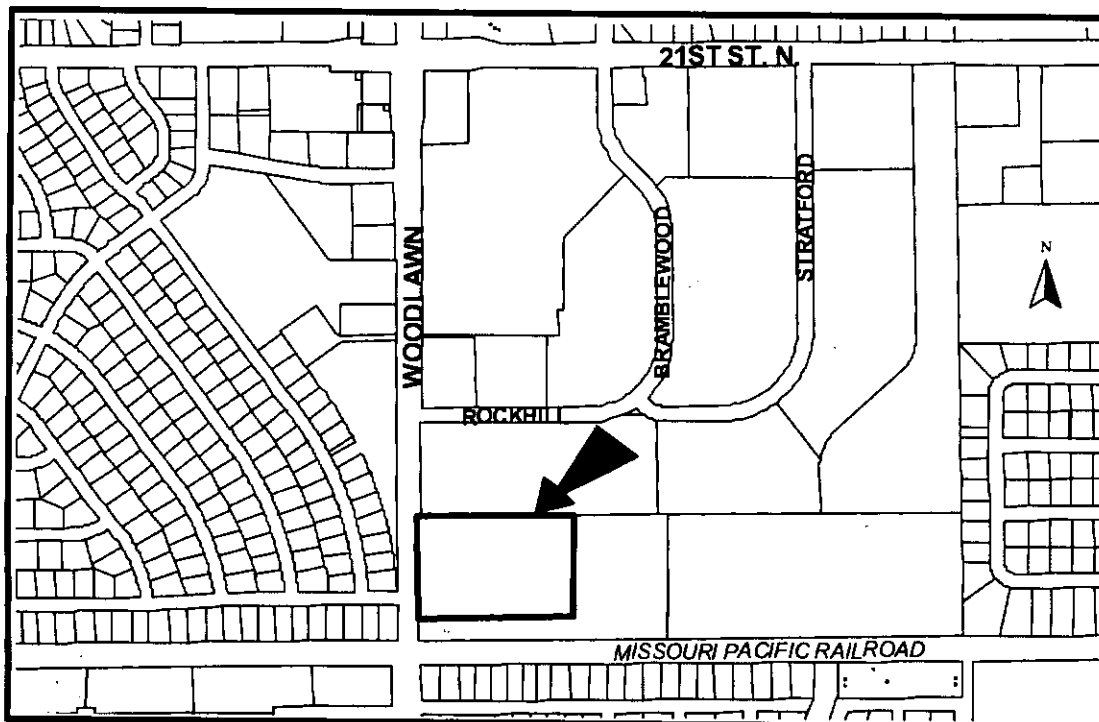 21ST ST. N.
STRATFORD
BRAMBLEWOOD
WOODLAWN
N
ROCKHILL
MISSOURI PACIFIC RAILROAD